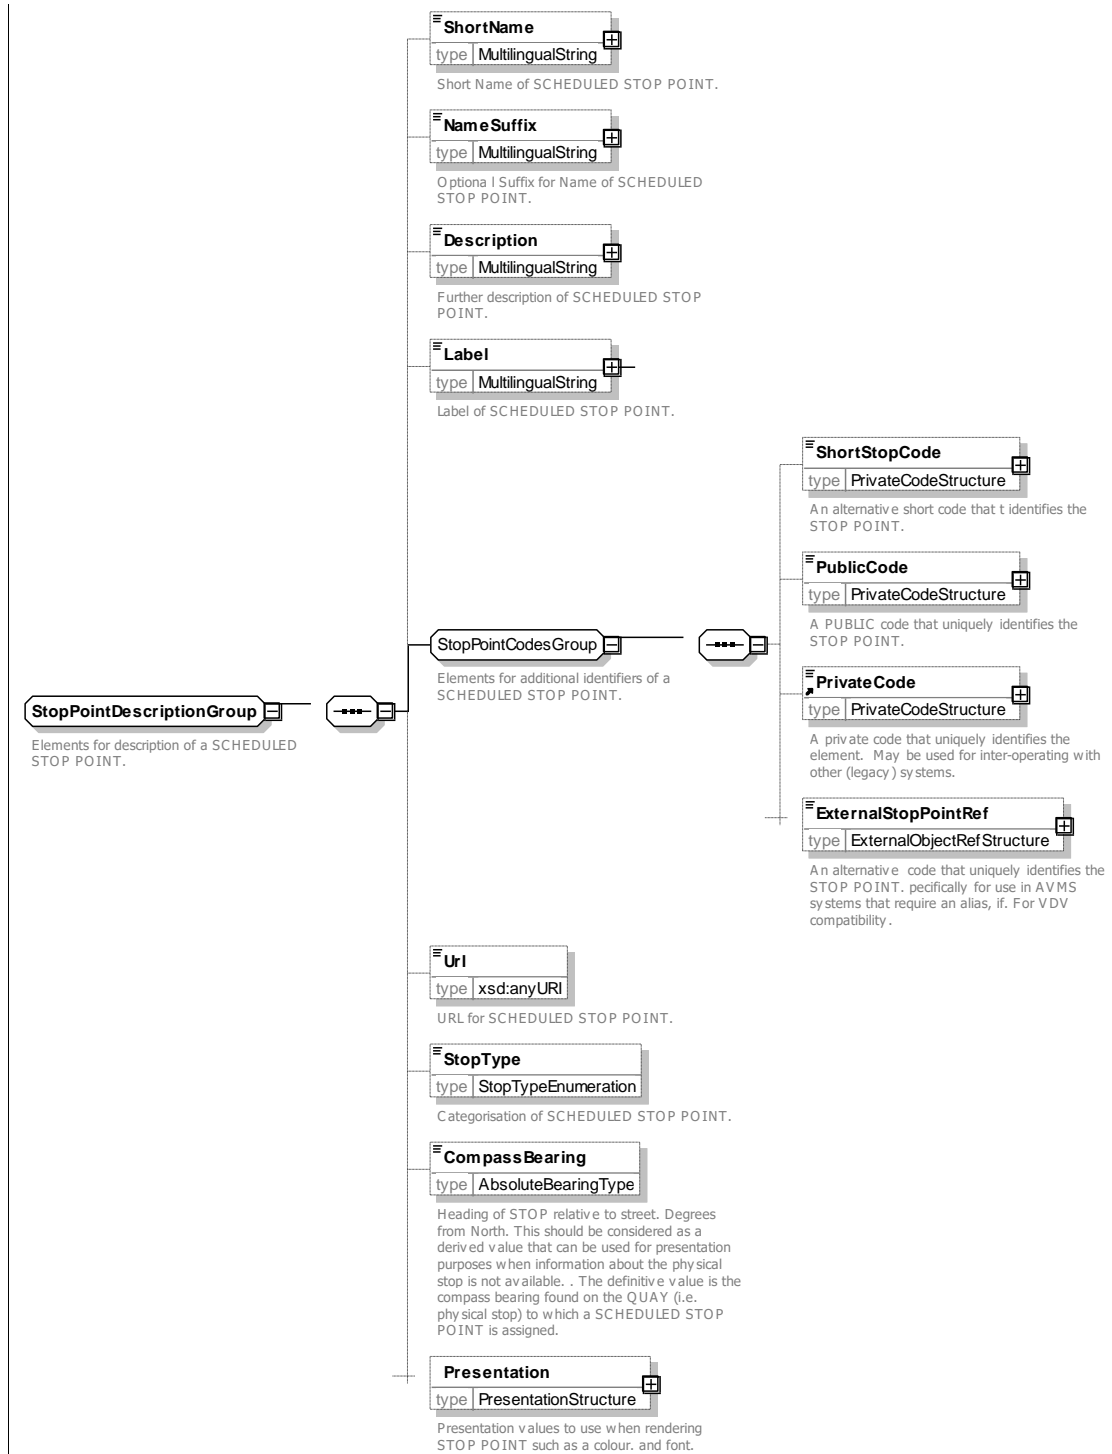 ShortName
type MultilingualString
Short Name of SCHEDULED STOP POINT.
NameSuffix
type MultilingualString
Optiona l Suffix for Name of SCHEDULED
STOP POINT.
Description
type MultilingualString
Further description of SCHEDULED STOP
POINT.
Label
type MultilingualString
Label of SCHEDULED STOP POINT.
StopPointDescriptionGroup
Elements for description of a SCHEDULED
STOP POINT.
StopPointCodesGroup
Elements for additional identifiers of a
SCHEDULED STOP POINT.
ShortStopCode
type PrivateCodeStructure
An alternative short code that t identifies the
STOP POINT.
PublicCode
type PrivateCodeStructure
A PUBLIC code that uniquely identifies the
STOP POINT.
PrivateCode
type PrivateCodeStructure
A private code that uniquely identifies the
element. May be used for inter-operating with
other (legacy) systems.
ExternalStopPointRef
type ExternalObjectRefStructure
An alternative code that uniquely identifies the
STOP POINT. pecifically for use in AVMS
systems that require an alias, if. For VDV
compatibility.
Url
type xsd:anyURI
URL for SCHEDULED STOP POINT.
StopType
type StopTypeEnumeration
Categorisation of SCHEDULED STOP POINT.
CompassBearing
type AbsoluteBearingType
Heading of STOP relative to street. Degrees
from North. This should be considered as a
derived value that can be used for presentation
purposes when information about the physical
stop is not available. . The definitive value is the
compass bearing found on the QUAY (i.e.
physical stop) to which a SCHEDULED STOP
POINT is assigned.
Presentation
type PresentationStructure
Presentation values to use when rendering
STOP POINT such as a colour. and font.